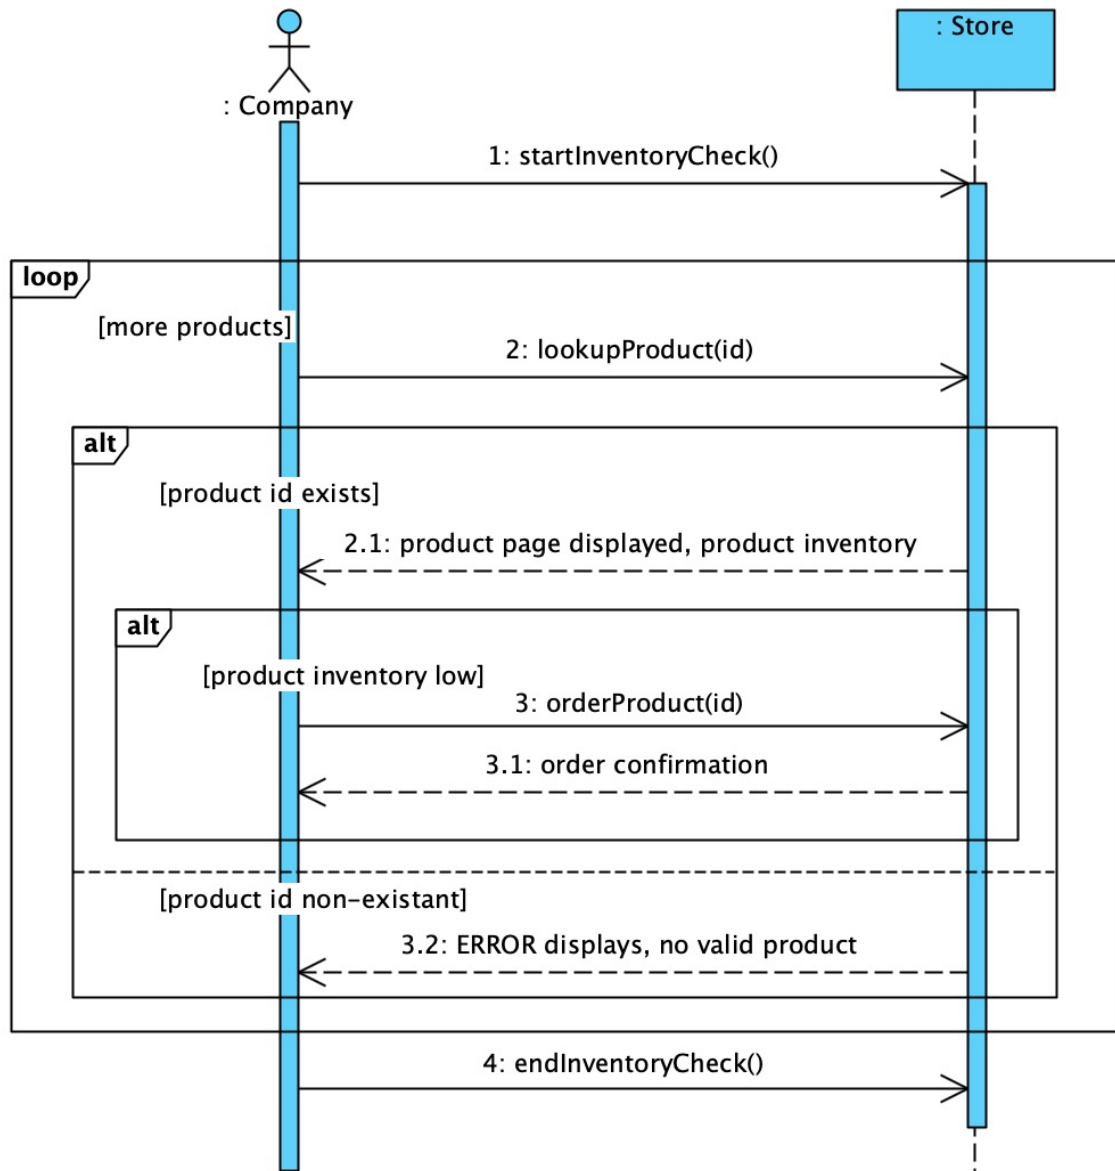 : Company
: Store
1: startInventoryCheck()
loop
[more products]
2: lookupProduct(id)
alt
[product id exists]
2.1: product page displayed, product inventory
alt
[product inventory low]
3: orderProduct(id)
3.1: order confirmation
[product id non-existant]
3.2: ERROR displays, no valid product
4: endInventoryCheck()